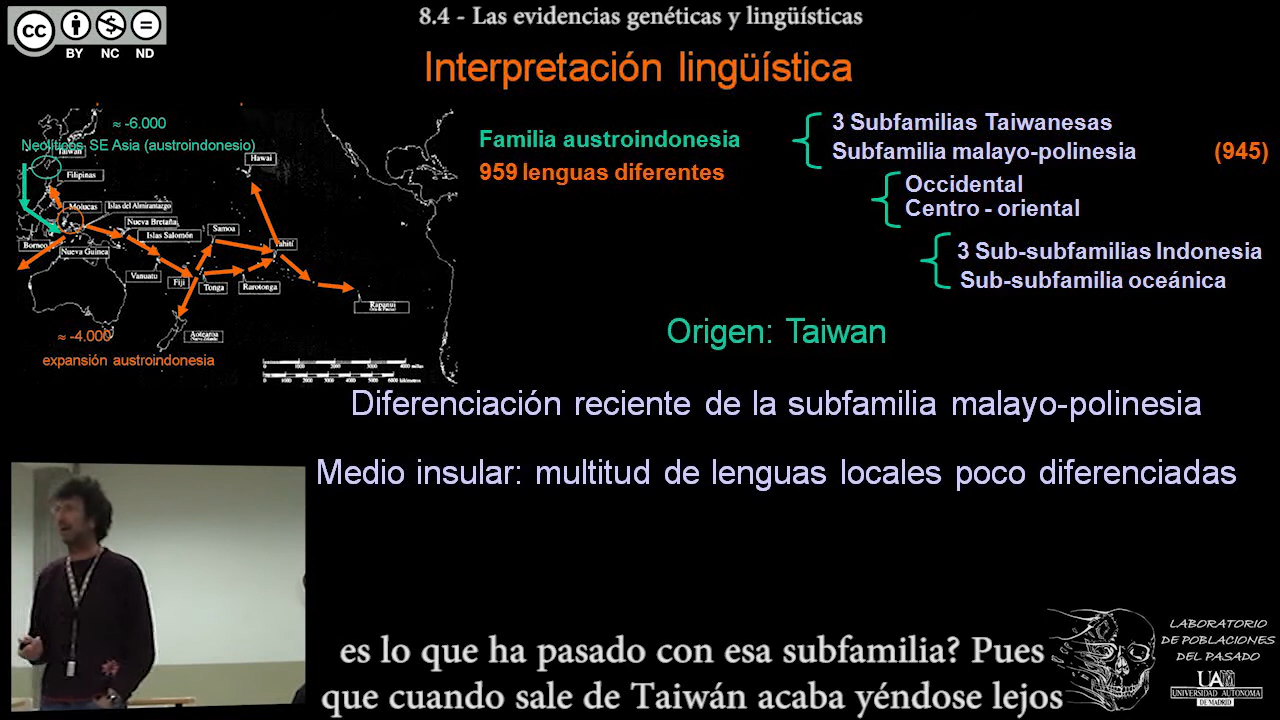 8.4 - Las evidencias genéticas y lingüísticas
BY NC ND
Interpretación lingüística
≈ -6.000
Neolíticos SE Asia (austroindonesio)
Taiwan
Filipinas
Hawai
Molucas
Islas del Almirantazgo
Nueva Bretaña
Islas Salomón
Samoa
Tahití
Borneo
Nueva Guinea
Vanuatu
Fiji
Tonga
Rarotonga
Rapanui
Aotearoa
≈ -4.000
expansión austroindonesia
Familia austroindonesia
959 lenguas diferentes
3 Subfamilias Taiwanesas
Subfamilia malayo-polinesia (945)
Occidental
Centro - oriental
3 Sub-subfamilias Indonesia
Sub-subfamilia oceánica
Origen: Taiwan
Diferenciación reciente de la subfamilia malayo-polinesia
Medio insular: multitud de lenguas locales poco diferenciadas
es lo que ha pasado con esa subfamilia? Pues
que cuando sale de Taiwán acaba yéndose lejos
LABORATORIO
DE POBLACIONES
DEL PASADO
UAM
UNIVERSIDAD AUTONOMA
DE MADRID